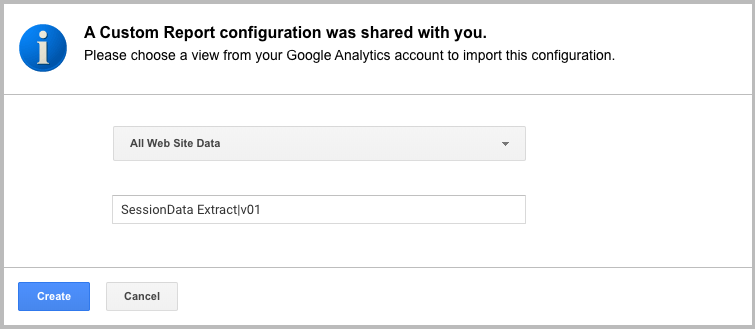 A Custom Report configuration was shared with you.
Please choose a view from your Google Analytics account to import this configuration.
All Web Site Data
SessionData Extract|v01
Create
Cancel